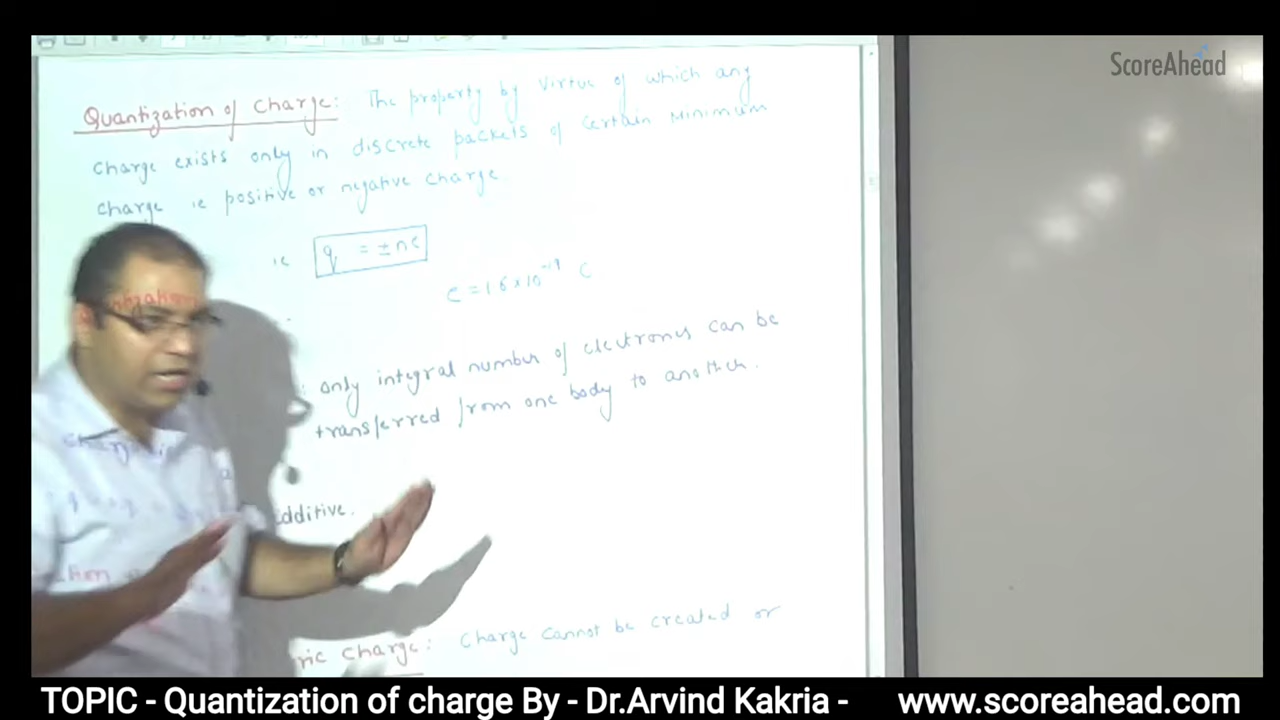 ScoreAhead
Quantization of Charge: The property by virtue of which any
charge exists only in discrete packets of certain minimum
charge ie positive or negative charge.
ie q = ±ne
e = 1.6×10⁻¹⁹ C
: only integral number of electrones can be
transferred from one body to another.
additive.
ric charge: Charge cannot be created or
TOPIC - Quantization of charge By - Dr.Arvind Kakria - www.scoreahead.com